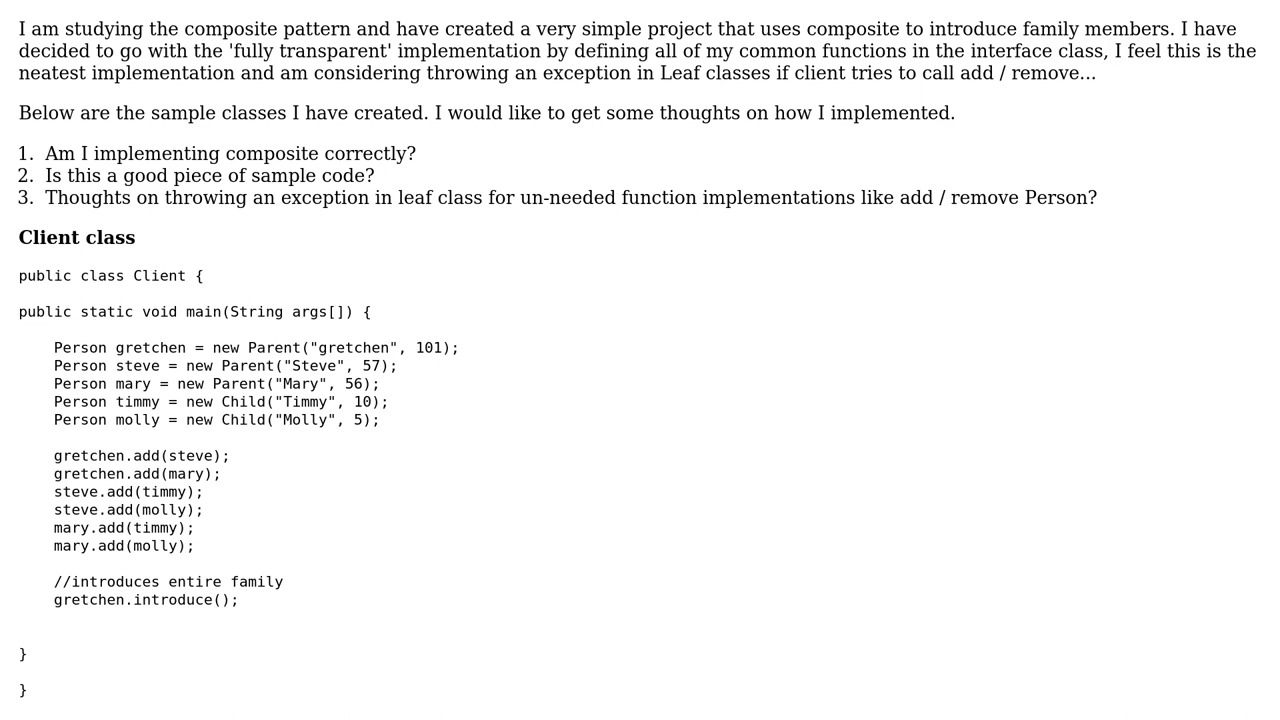 I am studying the composite pattern and have created a very simple project that uses composite to introduce family members. I have
decided to go with the 'fully transparent' implementation by defining all of my common functions in the interface class, I feel this is the
neatest implementation and am considering throwing an exception in Leaf classes if client tries to call add / remove...
Below are the sample classes I have created. I would like to get some thoughts on how I implemented.
1. Am I implementing composite correctly?
2. Is this a good piece of sample code?
3. Thoughts on throwing an exception in leaf class for un-needed function implementations like add / remove Person?
Client class
public class Client {
public static void main(String args[]) {
    Person gretchen = new Parent("gretchen", 101);
    Person steve = new Parent("Steve", 57);
    Person mary = new Parent("Mary", 56);
    Person timmy = new Child("Timmy", 10);
    Person molly = new Child("Molly", 5);
    gretchen.add(steve);
    gretchen.add(mary);
    steve.add(timmy);
    steve.add(molly);
    mary.add(timmy);
    mary.add(molly);
    //introduces entire family
    gretchen.introduce();
}
}